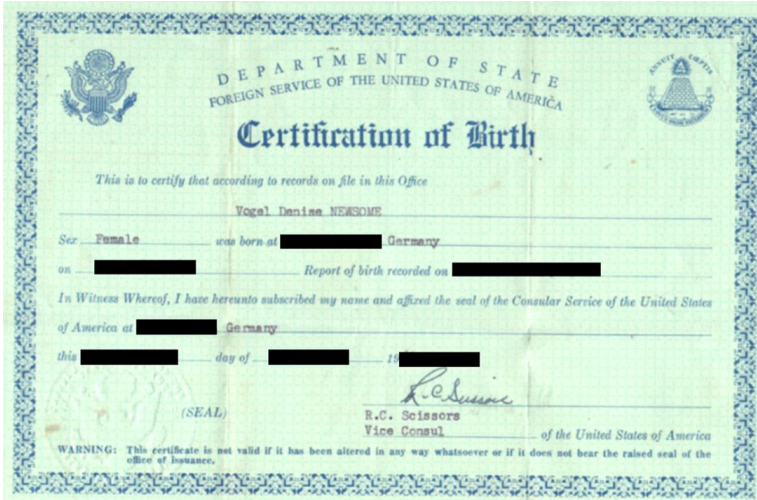 DEPARTMENT OF STATE
FOREIGN SERVICE OF THE UNITED STATES OF AMERICA
ANNUIT CŒPTIS
Certification of Birth
This is to certify that according to records on file in this Office
Vogel Denise NEWSOME
Sex Female was born at Germany
on Report of birth recorded on
In Witness Whereof, I have hereunto subscribed my name and affixed the seal of the Consular Service of the United States
of America at Germany
this day of 19
R.C. Scissors
(SEAL)
R.C. Scissors
Vice Consul of the United States of America
WARNING: This certificate is not valid if it has been altered in any way whatsoever or if it does not bear the raised seal of the
office of issuance.